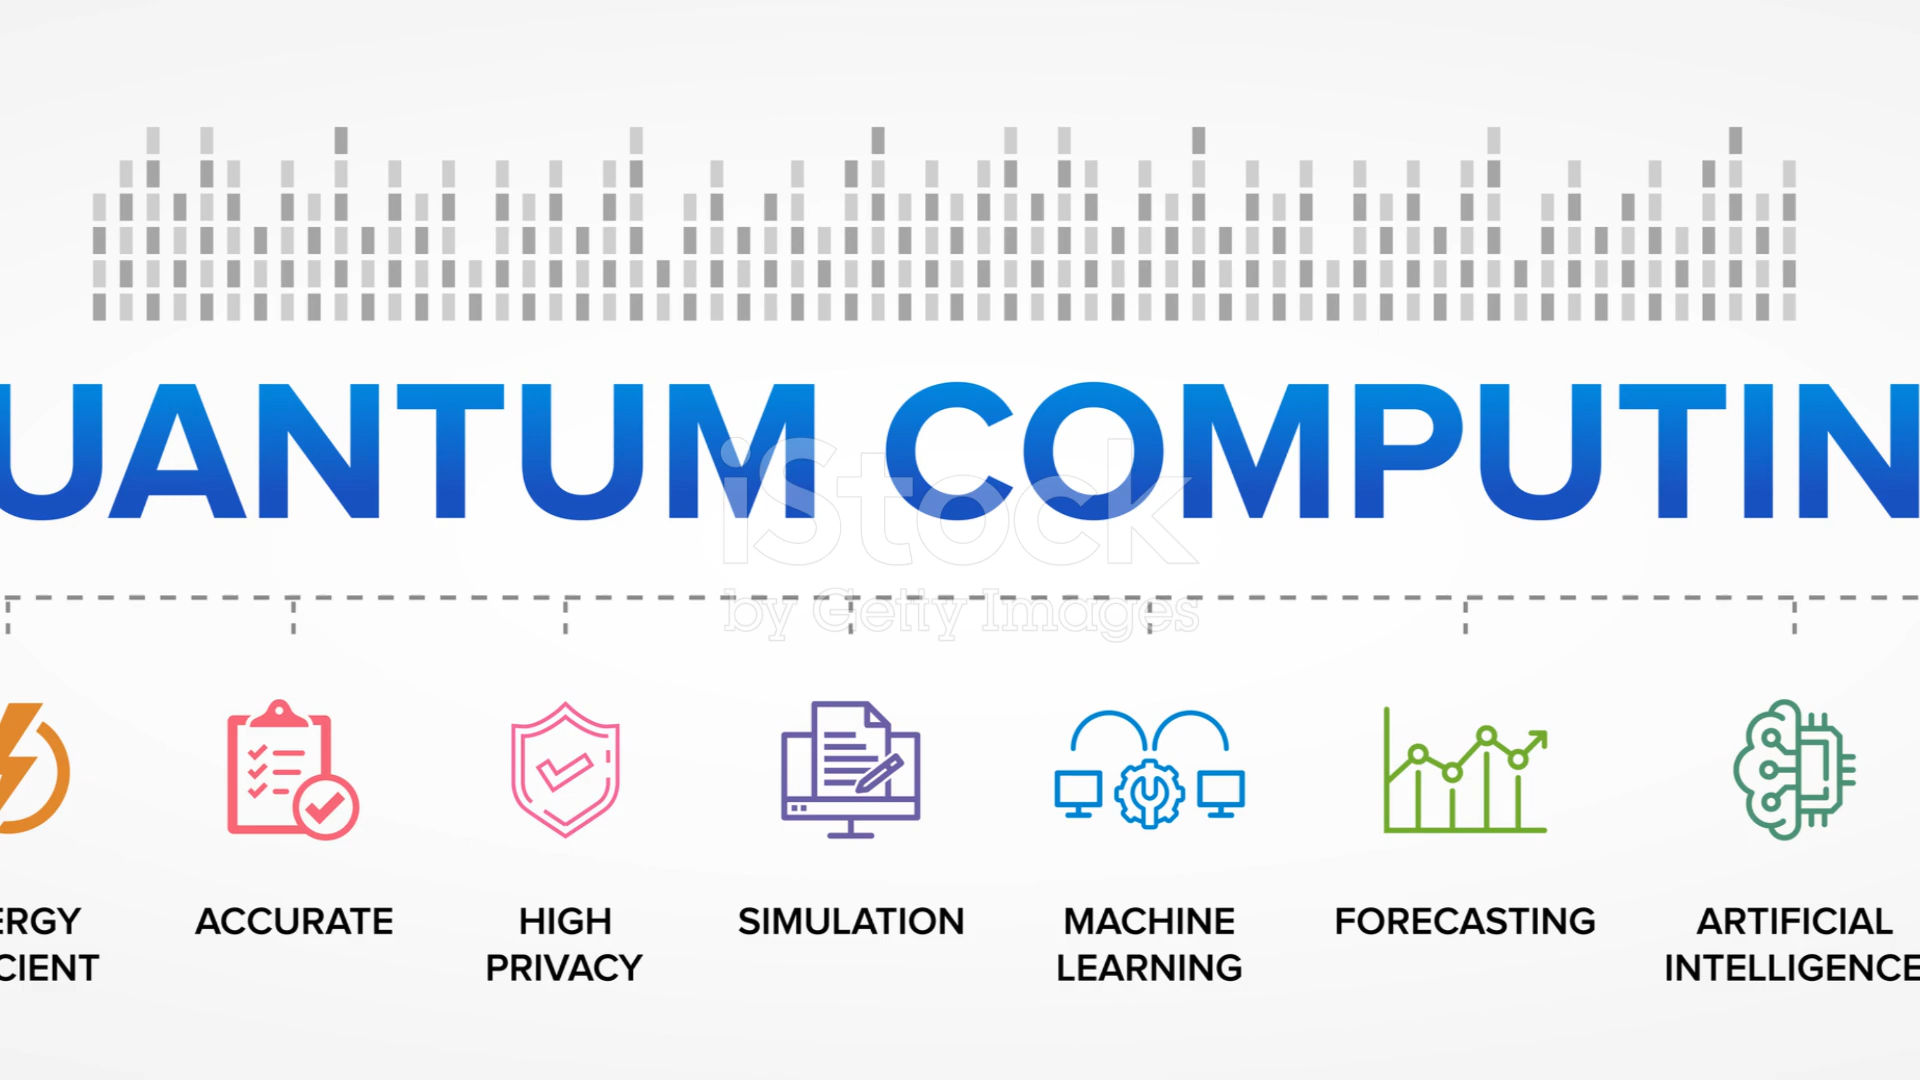 UANTUM COMPUTIN
iStock
by Getty Images
ERGY
CIENT
ACCURATE
HIGH
PRIVACY
SIMULATION
MACHINE
LEARNING
FORECASTING
ARTIFICIAL
INTELLIGENCE